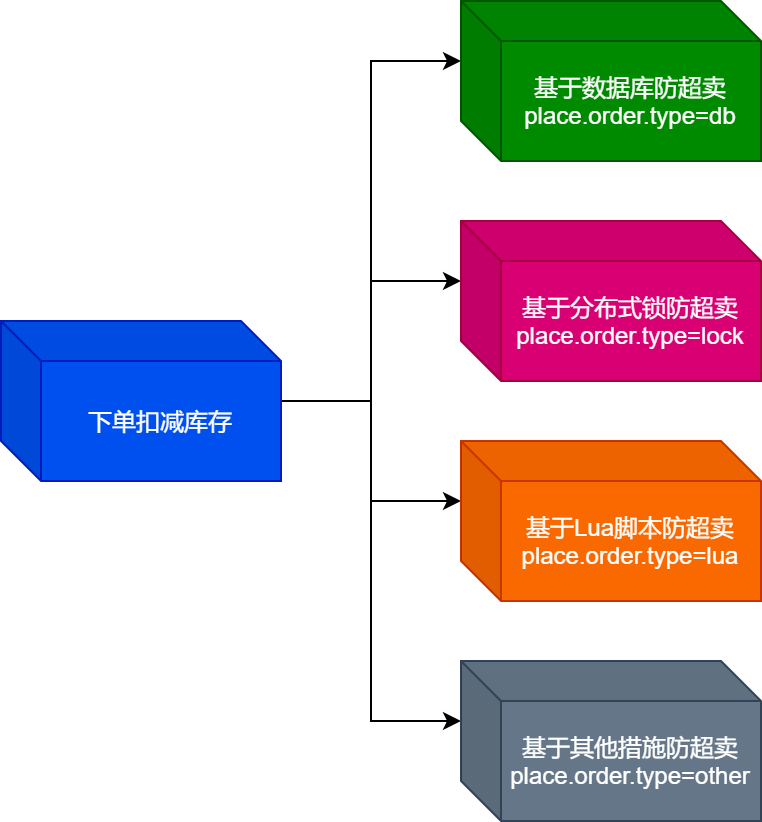 基于数据库防超卖
place.order.type=db
基于分布式锁防超卖
place.order.type=lock
下单扣减库存
基于Lua脚本防超卖
place.order.type=lua
基于其他措施防超卖
place.order.type=other